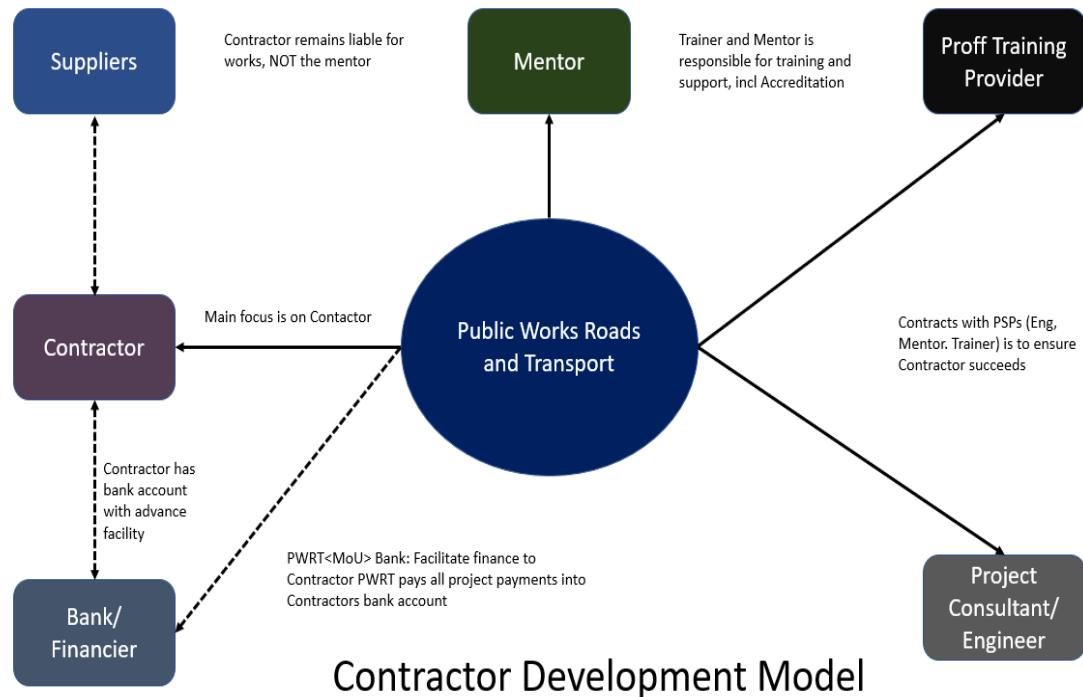 Suppliers
Contractor remains liable for
works, NOT the mentor
Mentor
Trainer and Mentor is
responsible for training and
support, incl Accreditation
Proff Training
Provider
Contractor
Main focus is on Contactor
Public Works Roads
and Transport
Contracts with PSPs (Eng,
Mentor. Trainer) is to ensure
Contractor succeeds
Contractor has
bank account
with advance
facility
PWRT<MoU> Bank: Facilitate finance to
Contractor PWRT pays all project payments into
Contractors bank account
Bank/
Financier
Project
Consultant/
Engineer
Contractor Development Model